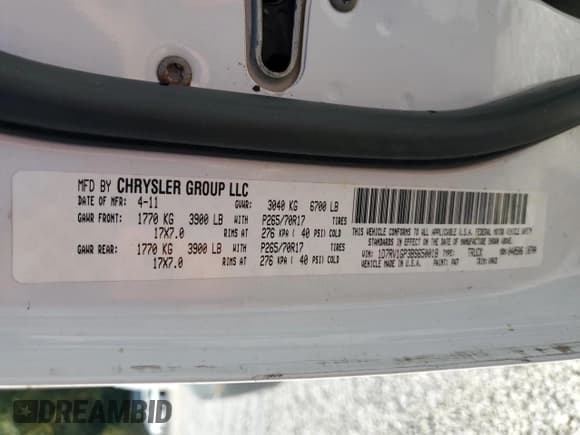 MFD BY CHRYSLER GROUP LLC
DATE OF MFR: 4-11 GVWR: 3040 KG 6700 LB
GAWR FRONT: 1770 KG 3900 LB WITH P265/70R17 TIRES
17X7.0 RIMS AT 276 KPA ( 40 PSI) COLD
GAWR REAR: 1770 KG 3900 LB WITH P265/70R17 TIRES
17X7.0 RIMS AT 276 KPA ( 40 PSI) COLD
THIS VEHICLE CONFORMS TO ALL APPLICABLE U.S.A. FEDERAL MOTOR VEHICLE SAFETY
STANDARDS IN EFFECT ON THE DATE OF MANUFACTURE SHOWN ABOVE.
VIN: 1D7RV1GP3BS650019 TYPE: TRUCK
VEHICLE MADE IN U.S.A. PAINT: PW7
DREAMBID